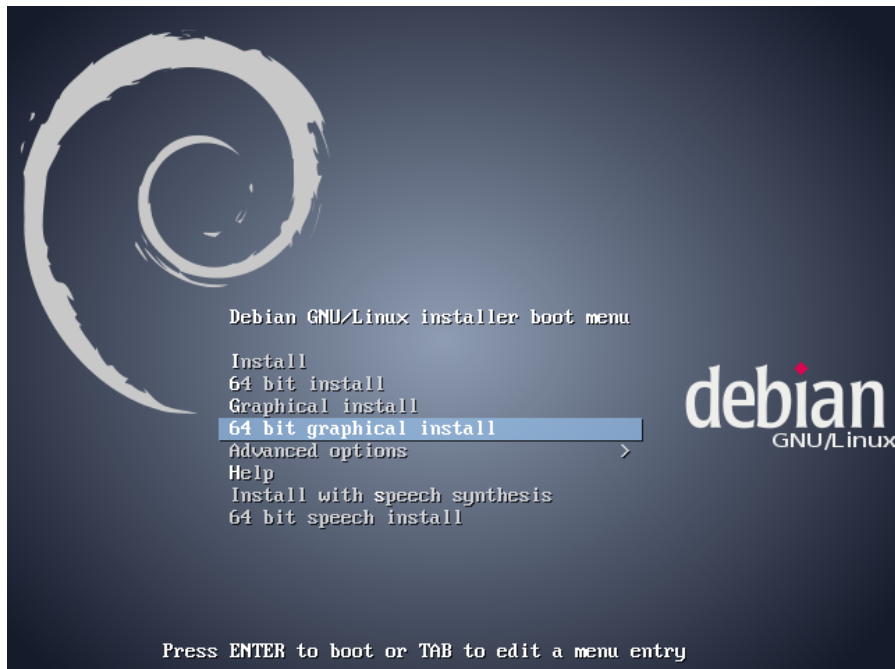 Debian GNU/Linux installer boot menu
Install
64 bit install
Graphical install
64 bit graphical install
Advanced options >
Help
Install with speech synthesis
64 bit speech install
debian
GNU/Linux
Press ENTER to boot or TAB to edit a menu entry